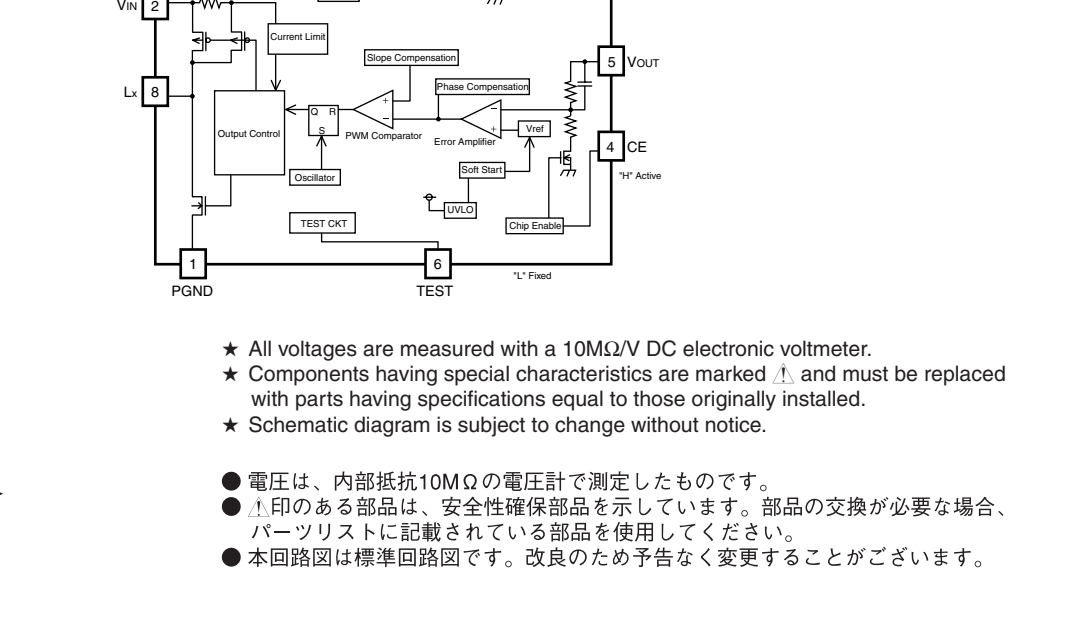 VIN 2
Current Limit
Slope Compensation
5 VOUT
Phase Compensation
Lx 8
Q R
S
+
−
−
+
Vref
Output Control
PWM Comparator
Error Amplifier
4 CE
Soft Start
"H" Active
Oscillator
UVLO
TEST CKT
Chip Enable
1
6
"L" Fixed
PGND
TEST
★ All voltages are measured with a 10MΩ/V DC electronic voltmeter.
★ Components having special characteristics are marked ⚠ and must be replaced
with parts having specifications equal to those originally installed.
★ Schematic diagram is subject to change without notice.
● 電圧は、内部抵抗10MΩの電圧計で測定したものです。
● ⚠印のある部品は、安全性確保部品を示しています。部品の交換が必要な場合、
パーツリストに記載されている部品を使用してください。
● 本回路図は標準回路図です。改良のため予告なく変更することがございます。